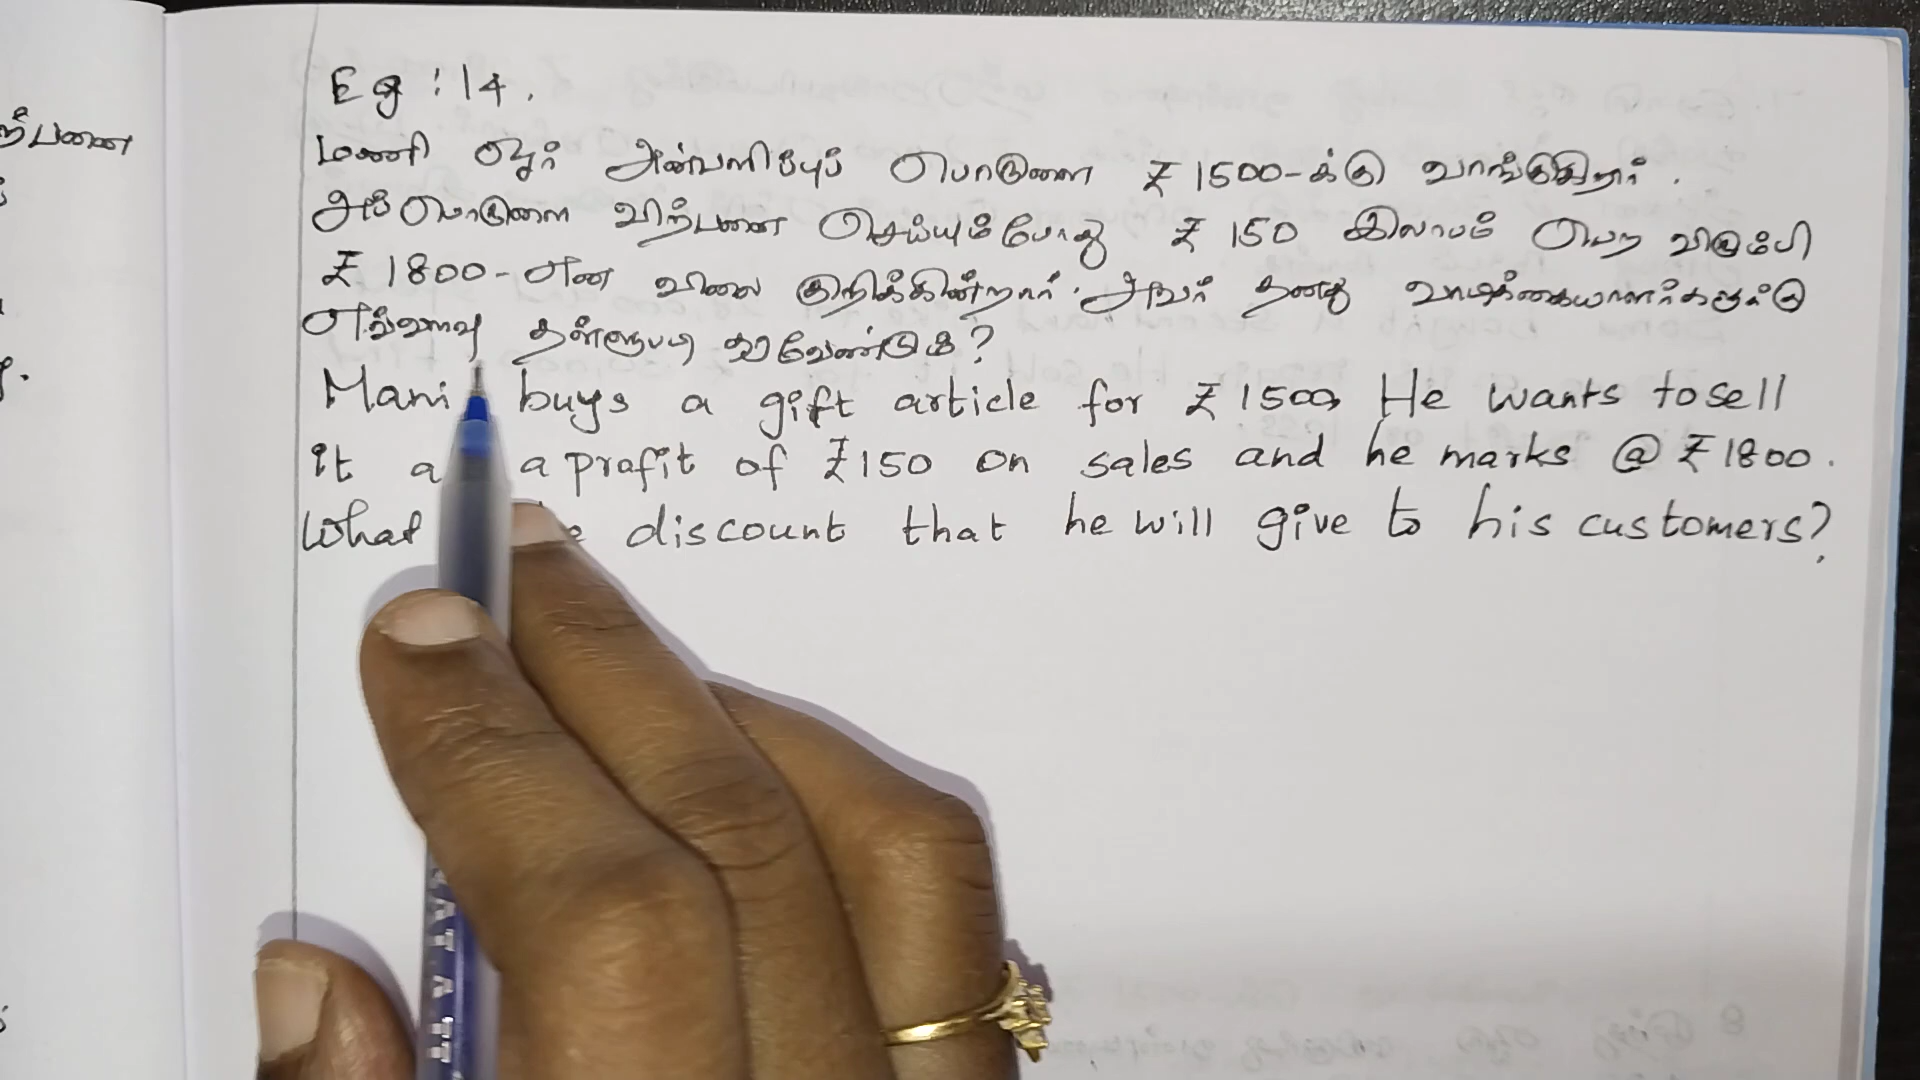 ற்பனை
Eg : 14.
மணி ஓர் அன்பளிப்புப் பொருளை ₹ 1500-க்கு வாங்குகிறார்.
அப்பொருளை விற்பனை செய்யும்போது ₹ 150 இலாபம் பெற விரும்பி
₹ 1800-என விலை குறிக்கின்றார். அவர் தனது வாடிக்கையாளர்களுக்கு
எவ்வளவு தள்ளுபடி தரவேண்டும்?
Mani buys a gift article for ₹ 1500, He wants to sell
it a a profit of ₹150 on sales and he marks @ ₹1800.
What discount that he will give to his customers?